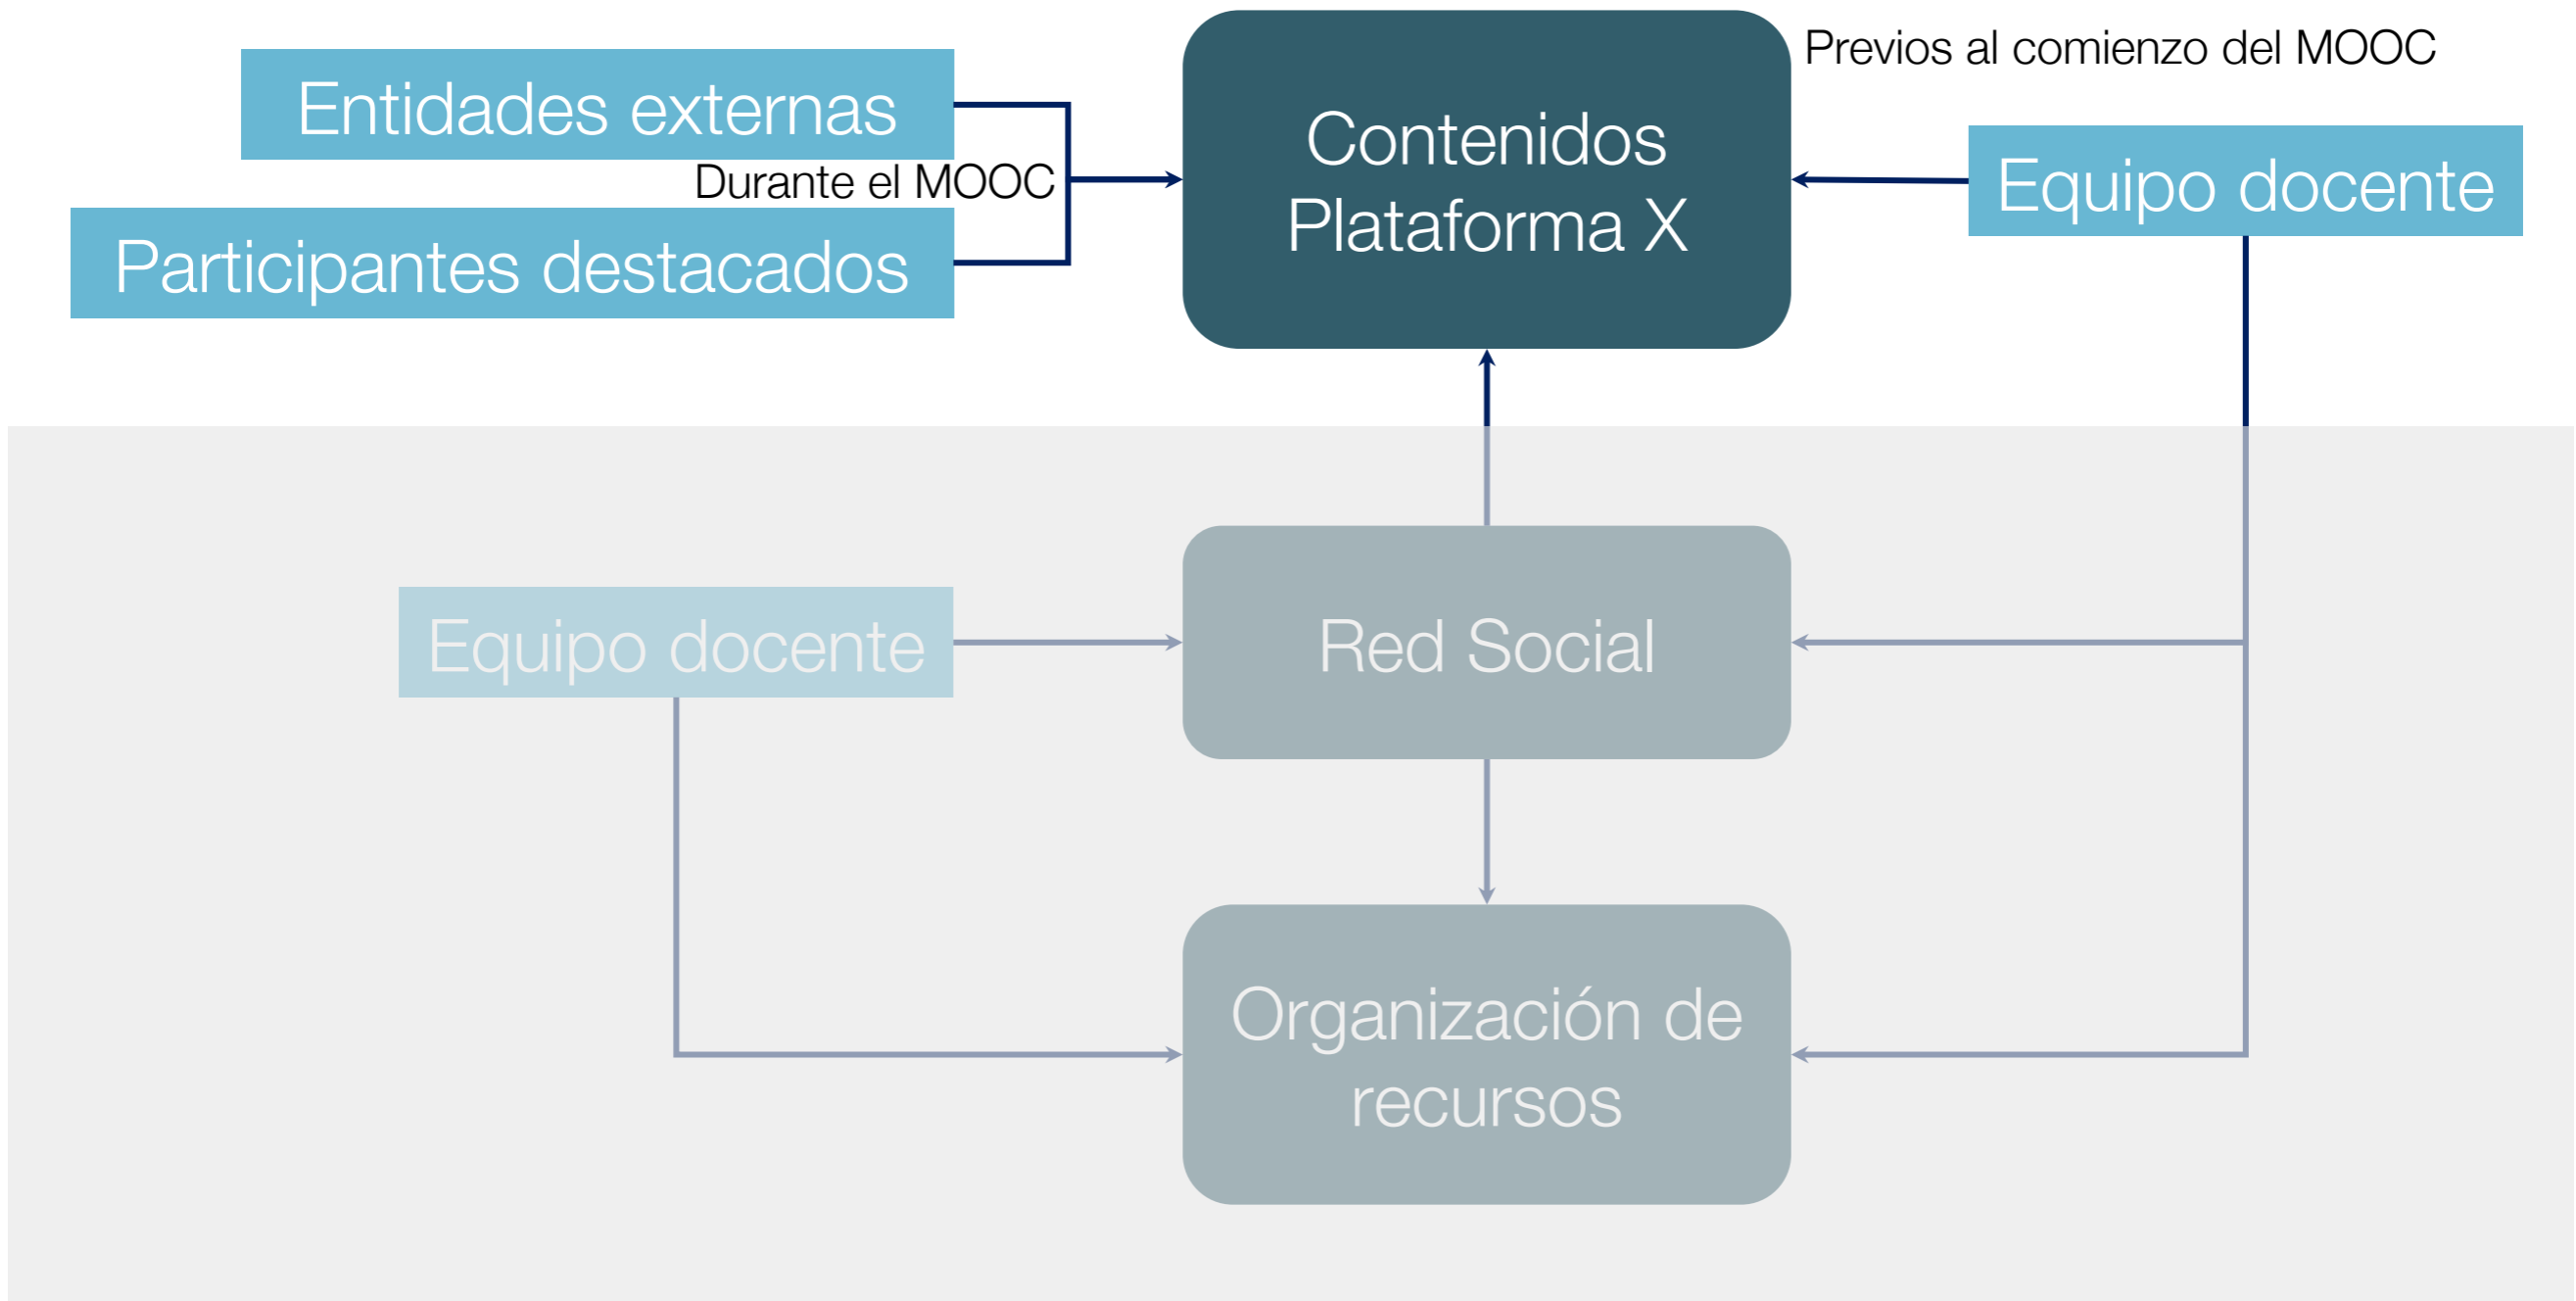 Previos al comienzo del MOOC
Entidades externas
Durante el MOOC
Participantes destacados
Contenidos
Plataforma X
Equipo docente
Equipo docente
Red Social
Organización de
recursos